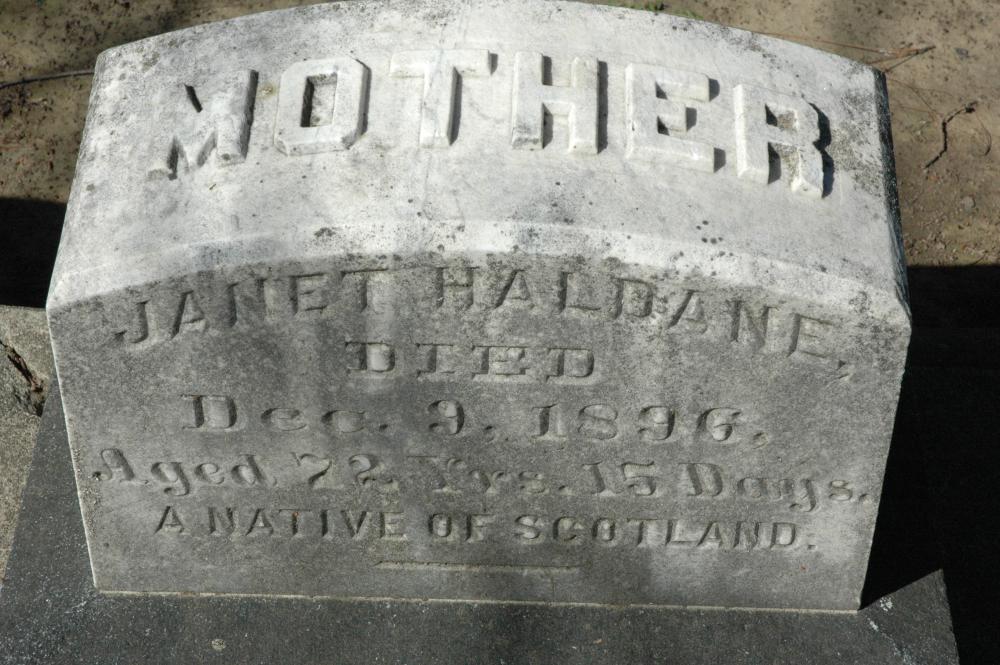 MOTHER
JANET HALDANE,
DIED
Dec. 9, 1896.
Aged 72 Yrs. 15 Days.
A NATIVE OF SCOTLAND.